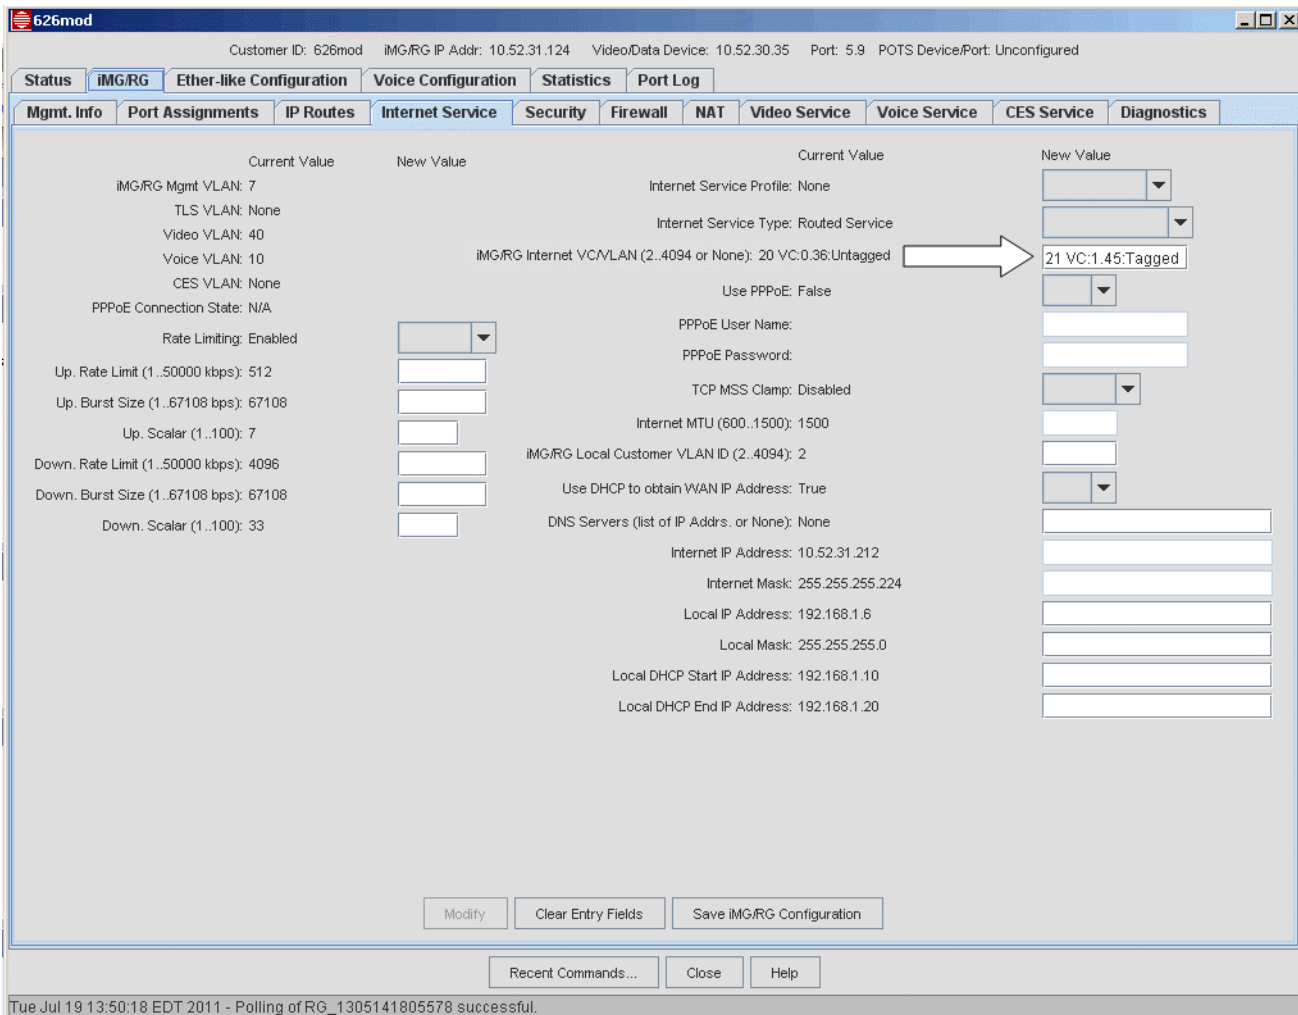 626mod
Customer ID: 626mod iMG/RG IP Addr: 10.52.31.124 Video/Data Device: 10.52.30.35 Port: 5.9 POTS Device/Port: Unconfigured
Status iMG/RG Ether-like Configuration Voice Configuration Statistics Port Log
Mgmt. Info Port Assignments IP Routes Internet Service Security Firewall NAT Video Service Voice Service CES Service Diagnostics
Current Value New Value
iMG/RG Mgmt VLAN: 7
TLS VLAN: None
Video VLAN: 40
Voice VLAN: 10
CES VLAN: None
PPPoE Connection State: N/A
Rate Limiting: Enabled
Up. Rate Limit (1..50000 kbps): 512
Up. Burst Size (1..67108 bps): 67108
Up. Scalar (1..100): 7
Down. Rate Limit (1..50000 kbps): 4096
Down. Burst Size (1..67108 bps): 67108
Down. Scalar (1..100): 33
Current Value New Value
Internet Service Profile: None
Internet Service Type: Routed Service
iMG/RG Internet VC/VLAN (2..4094 or None): 20 VC:0.36:Untagged 21 VC:1.45:Tagged
Use PPPoE: False
PPPoE User Name:
PPPoE Password:
TCP MSS Clamp: Disabled
Internet MTU (600..1500): 1500
iMG/RG Local Customer VLAN ID (2..4094): 2
Use DHCP to obtain WAN IP Address: True
DNS Servers (list of IP Addrs. or None): None
Internet IP Address: 10.52.31.212
Internet Mask: 255.255.255.224
Local IP Address: 192.168.1.6
Local Mask: 255.255.255.0
Local DHCP Start IP Address: 192.168.1.10
Local DHCP End IP Address: 192.168.1.20
Modify Clear Entry Fields Save iMG/RG Configuration
Recent Commands... Close Help
Tue Jul 19 13:50:18 EDT 2011 - Polling of RG_1305141805578 successful.